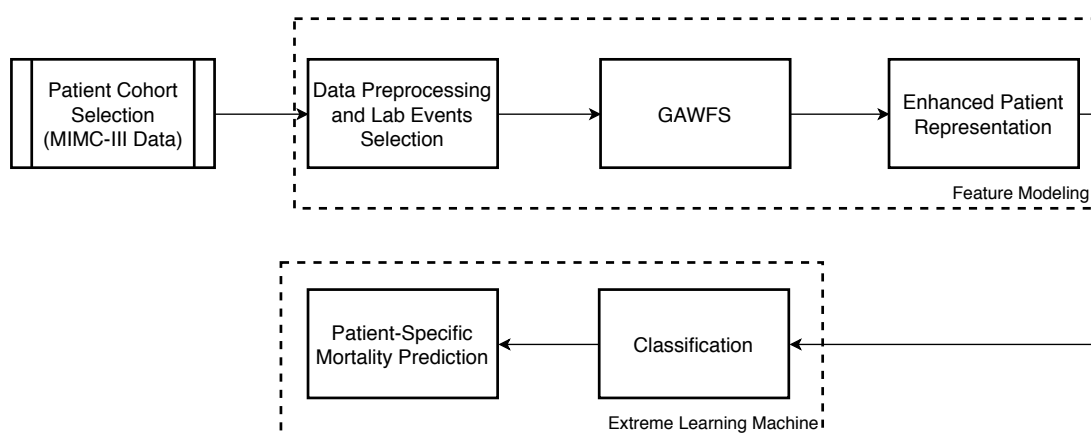 Patient Cohort
Selection
(MIMC-III Data)
Data Preprocessing
and Lab Events
Selection
GAWFS
Enhanced Patient
Representation
Feature Modeling
Patient-Specific
Mortality Prediction
Classification
Extreme Learning Machine